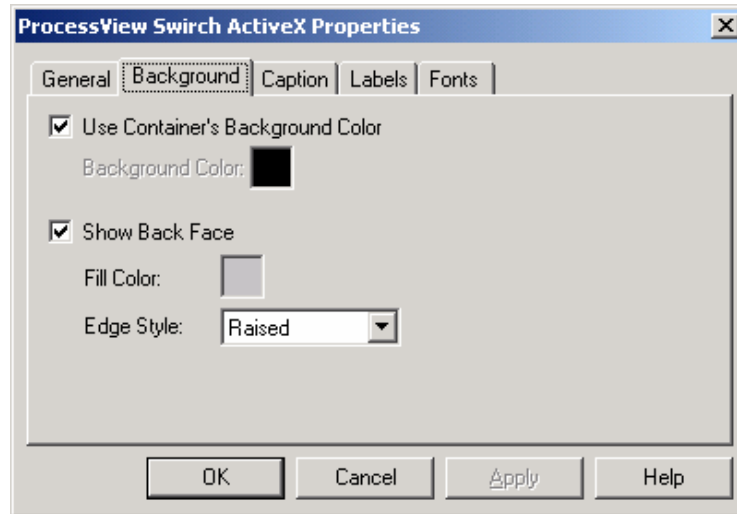 ProcessView Swirch ActiveX Properties
General Background Caption Labels Fonts
Use Container's Background Color
Background Color:
Show Back Face
Fill Color:
Edge Style: Raised
OK Cancel Apply Help